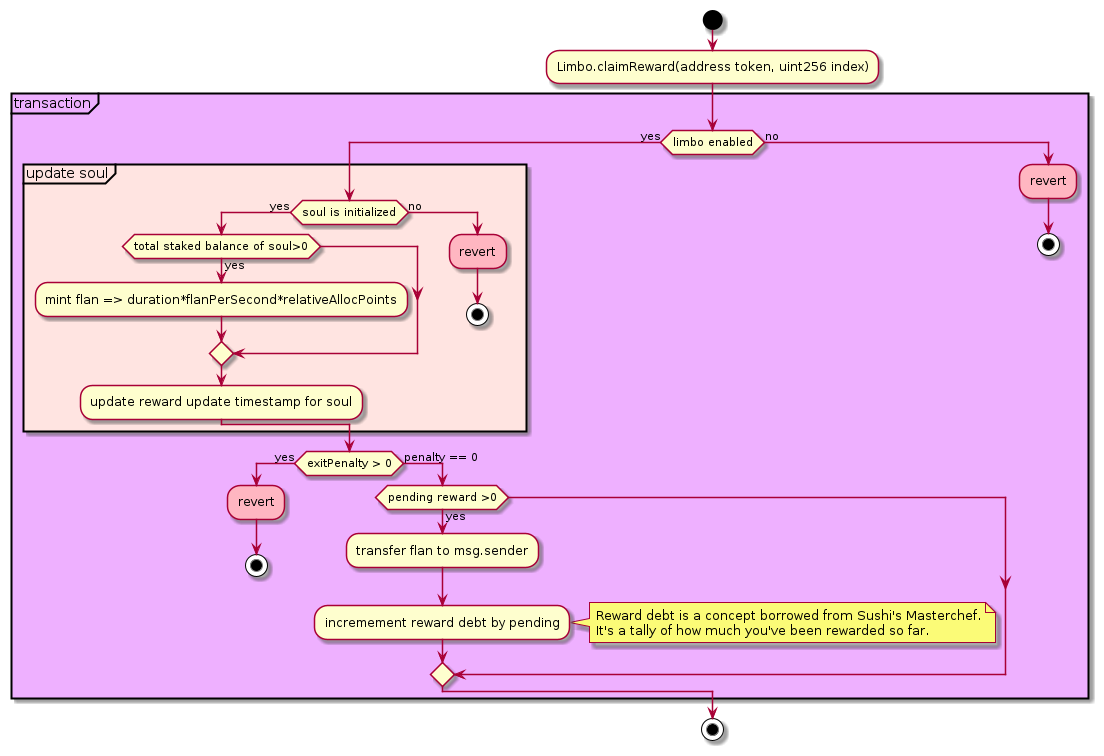 Limbo.claimReward(address token, uint256 index)
transaction
yes
limbo enabled
no
update soul
revert
yes
soul is initialized
no
total staked balance of soul>0
revert
yes
mint flan => duration*flanPerSecond*relativeAllocPoints
update reward update timestamp for soul
yes
exitPenalty > 0
penalty == 0
revert
pending reward >0
yes
transfer flan to msg.sender
incremement reward debt by pending
Reward debt is a concept borrowed from Sushi's Masterchef.
It's a tally of how much you've been rewarded so far.